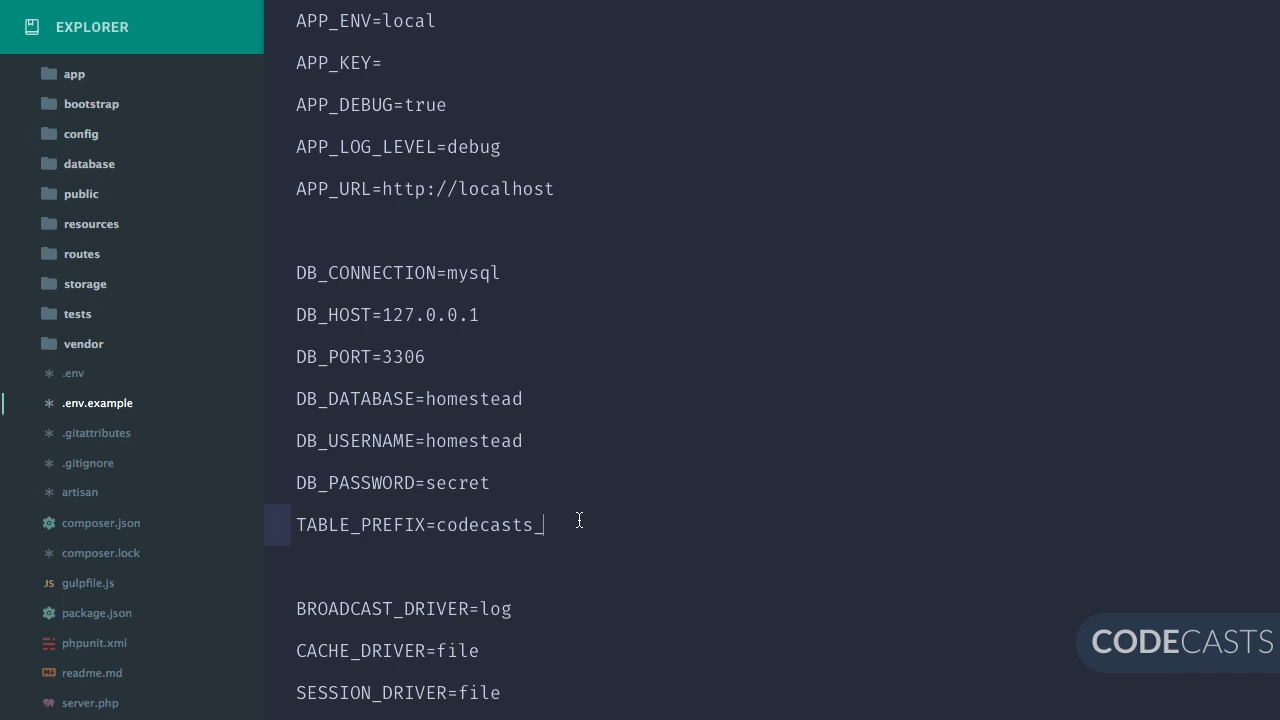 EXPLORER
app
bootstrap
config
database
public
resources
routes
storage
tests
vendor
.env
.env.example
.gitattributes
.gitignore
artisan
composer.json
composer.lock
JS gulpfile.js
package.json
phpunit.xml
readme.md
server.php
APP_ENV=local
APP_KEY=
APP_DEBUG=true
APP_LOG_LEVEL=debug
APP_URL=http://localhost
DB_CONNECTION=mysql
DB_HOST=127.0.0.1
DB_PORT=3306
DB_DATABASE=homestead
DB_USERNAME=homestead
DB_PASSWORD=secret
TABLE_PREFIX=codecasts_
BROADCAST_DRIVER=log
CACHE_DRIVER=file
SESSION_DRIVER=file
CODECASTS